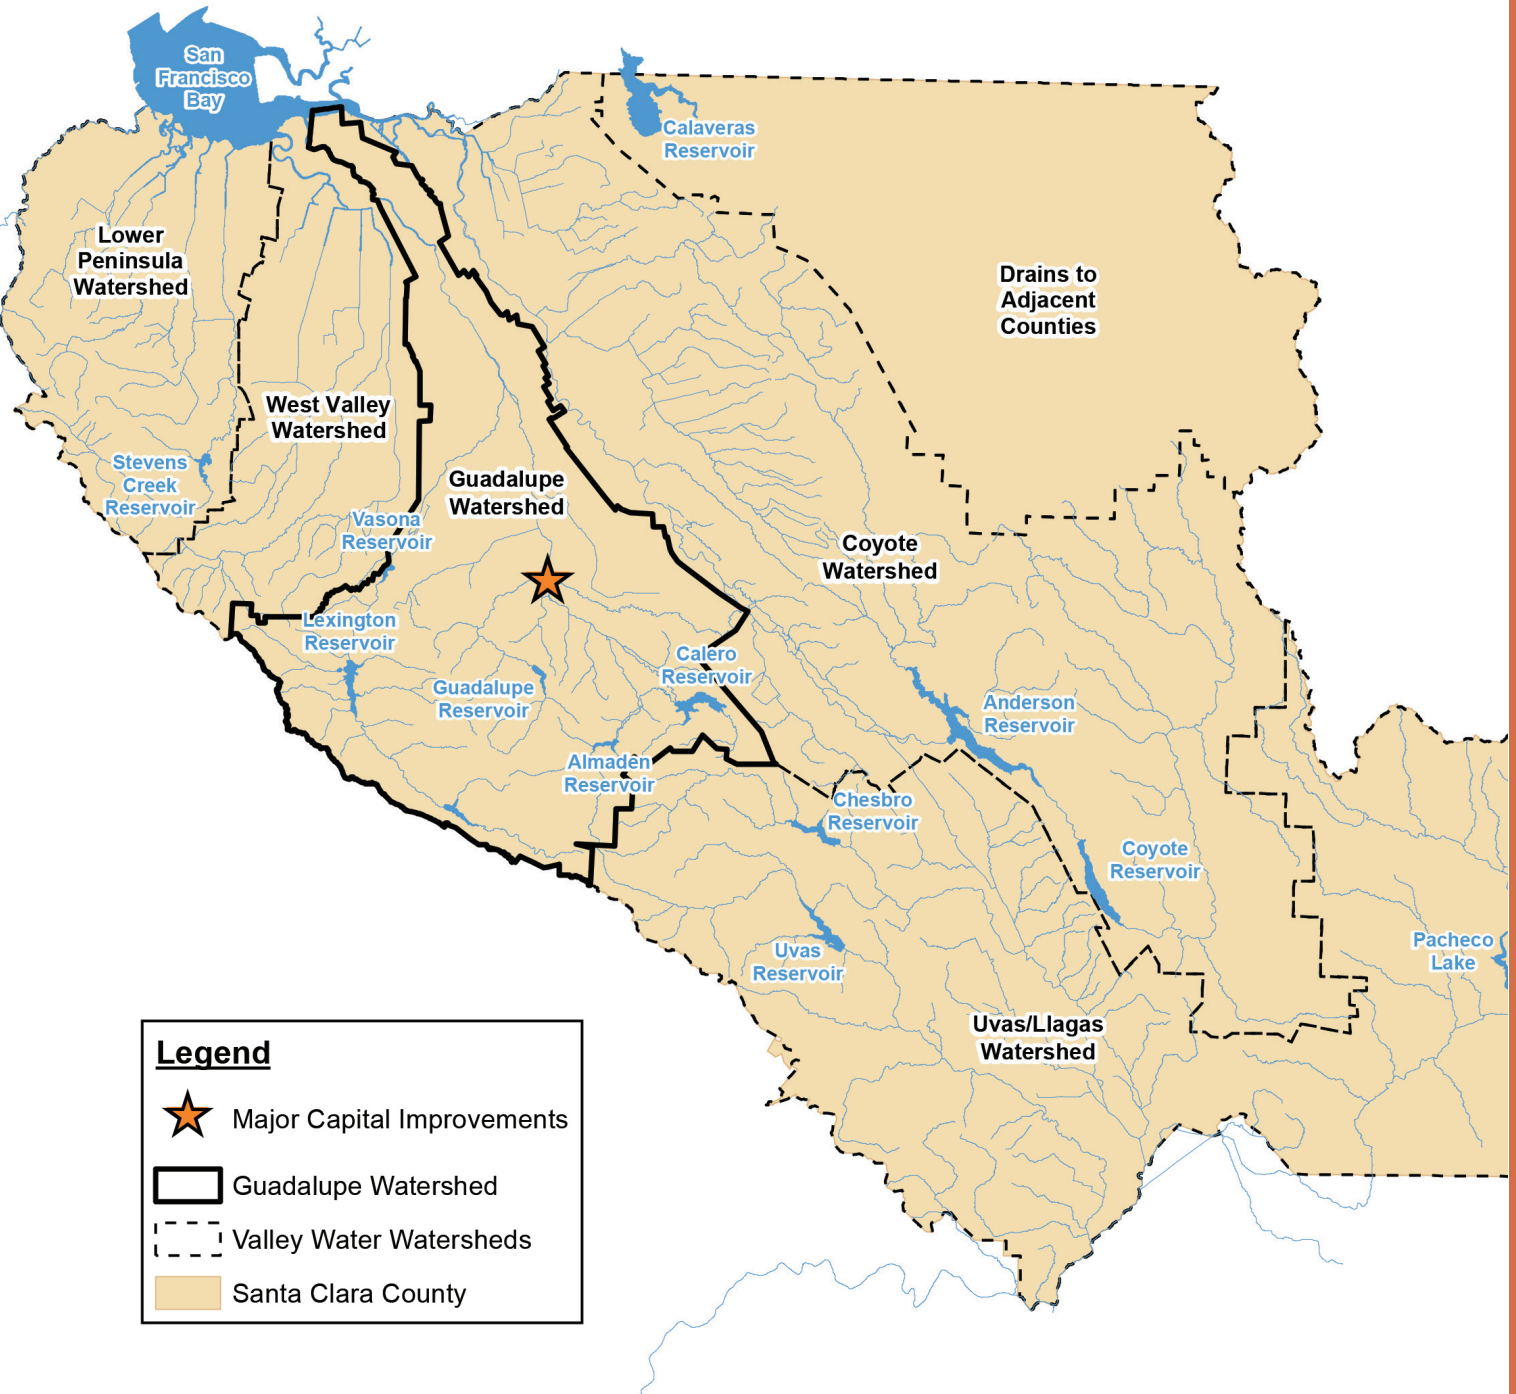 San
Francisco
Bay
Calaveras
Reservoir
Lower
Peninsula
Watershed
Drains to
Adjacent
Counties
West Valley
Watershed
Stevens
Creek
Reservoir
Guadalupe
Watershed
Vasona
Reservoir
Coyote
Watershed
Lexington
Reservoir
Calero
Reservoir
Guadalupe
Reservoir
Anderson
Reservoir
Almadén
Reservoir
Chesbro
Reservoir
Coyote
Reservoir
Uvas
Reservoir
Pacheco
Lake
Uvas/Llagas
Watershed
Legend
Major Capital Improvements
Guadalupe Watershed
Valley Water Watersheds
Santa Clara County